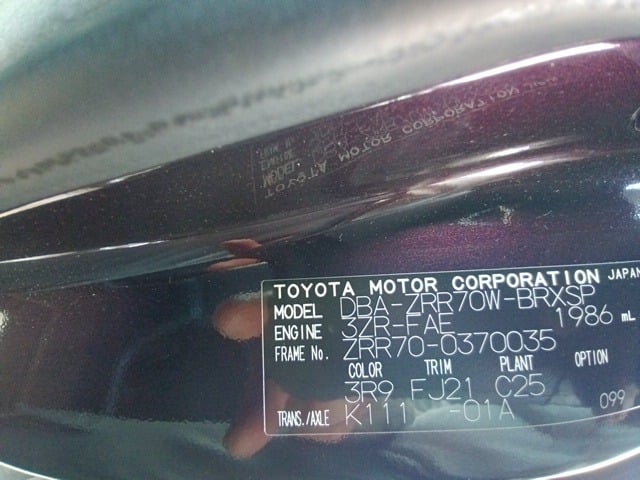 TOYOTA MOTOR CORPORATION JAPAN
MODEL DBA-ZRR70W-BRXSP
ENGINE 3ZR-FAE 1986 mL
FRAME No. ZRR70-0370035
COLOR TRIM PLANT OPTION
3R9 FJ21 C25
TRANS./AXLE K111 -01A 099